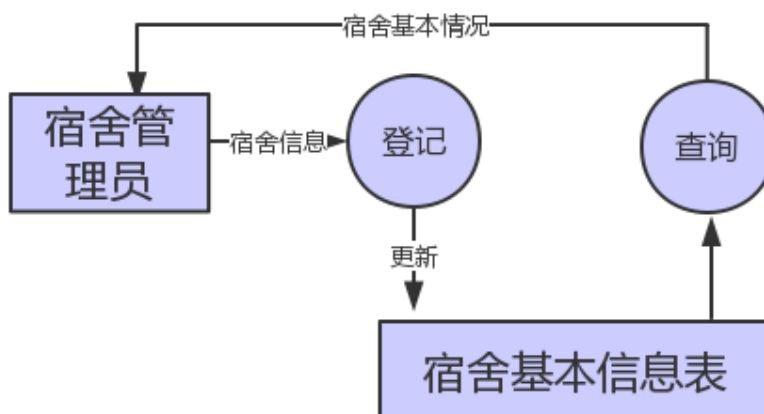 宿舍基本情况
宿舍管
理员
宿舍信息
登记
查询
更新
宿舍基本信息表